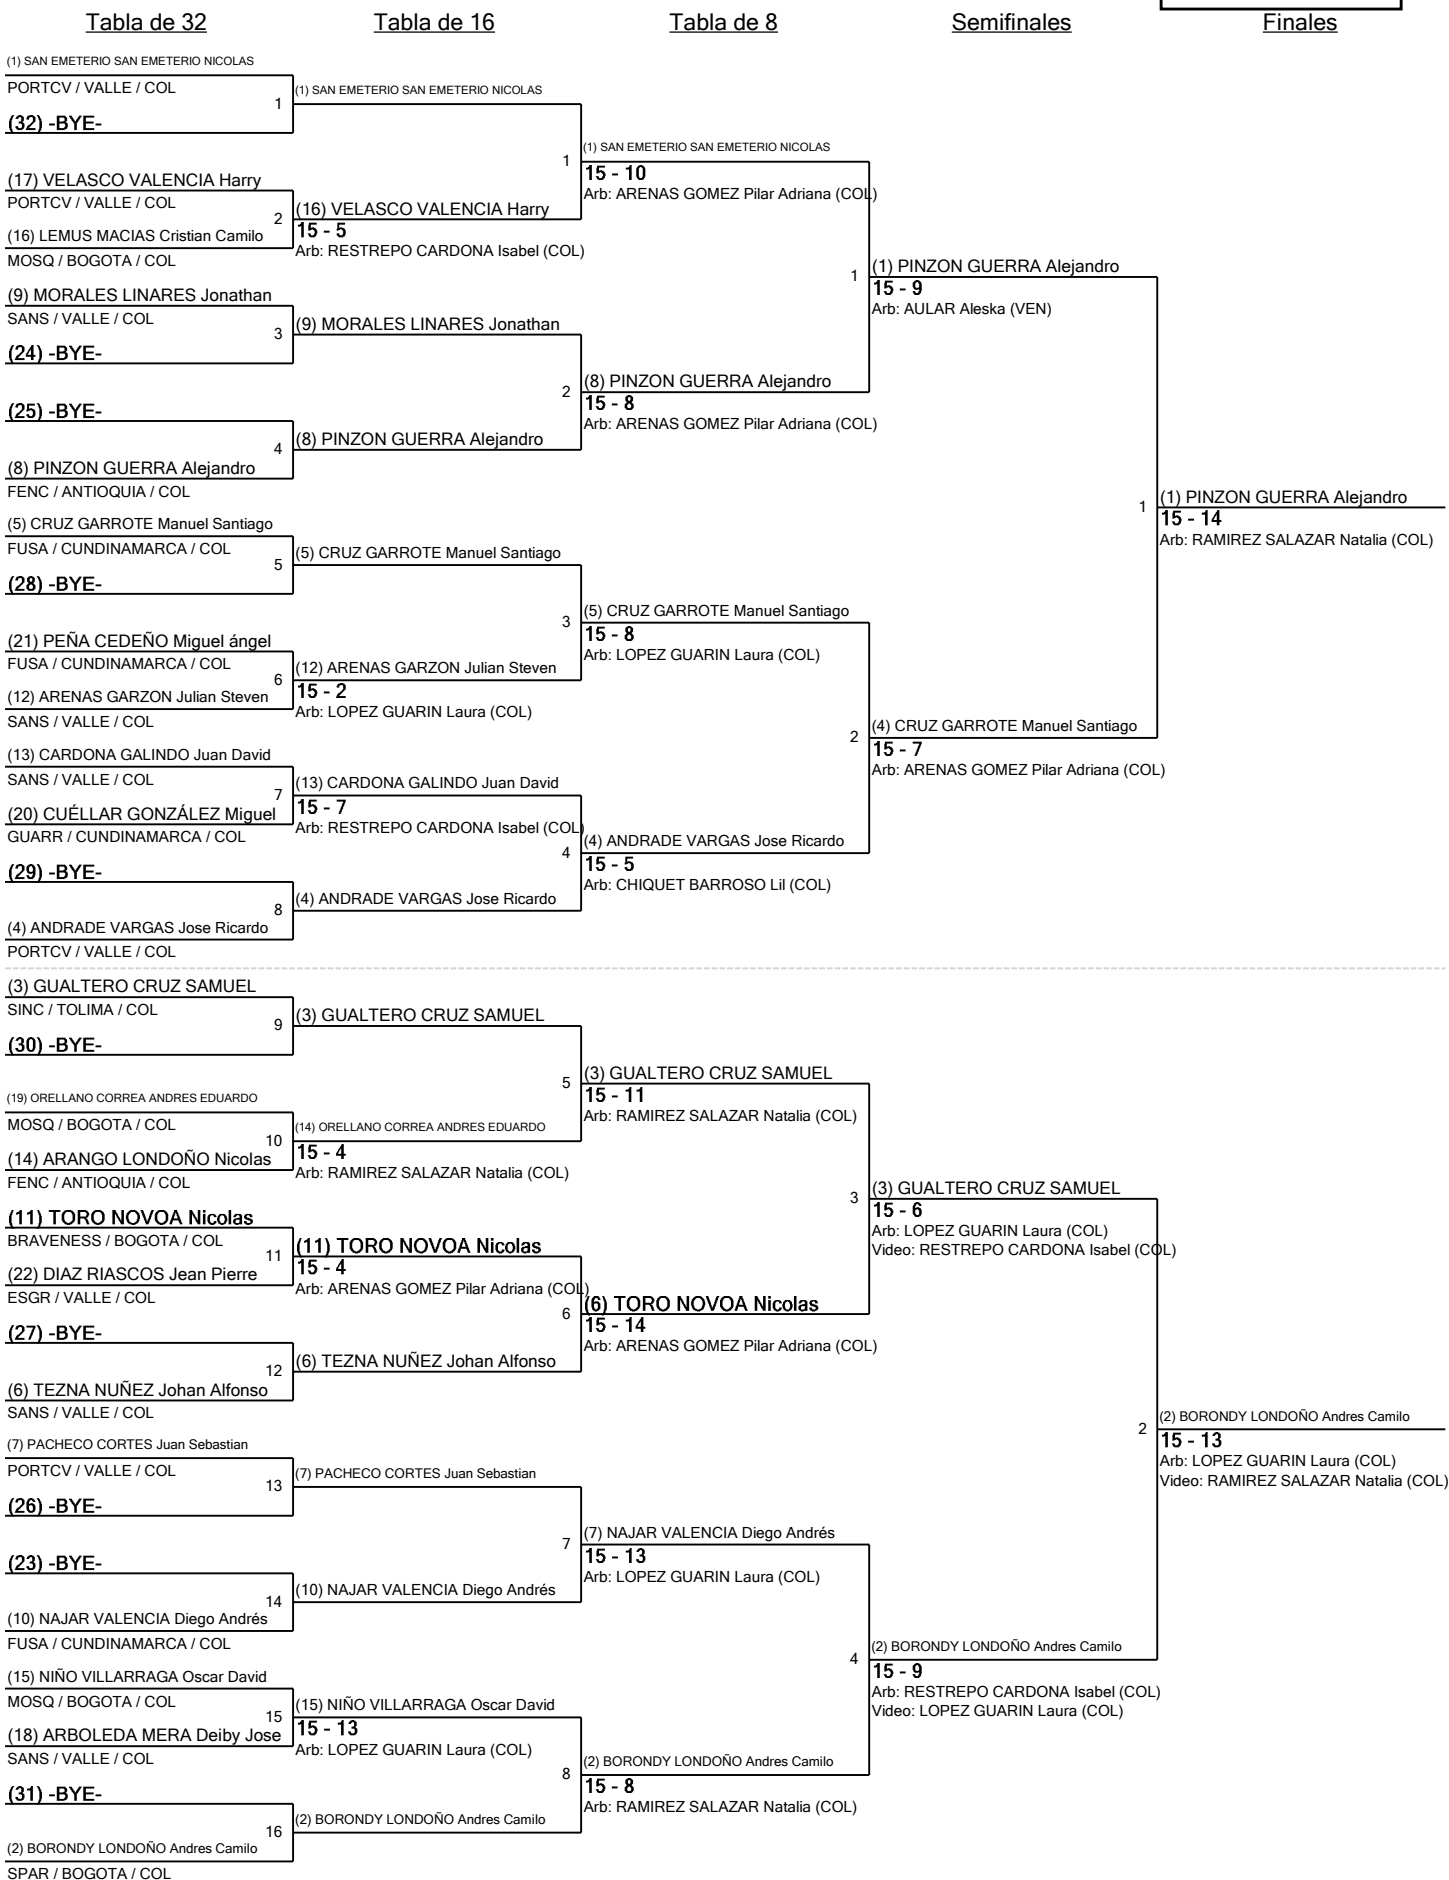 Tabla de 32
Tabla de 16
Tabla de 8
Semifinales
Finales
(1) SAN EMETERIO SAN EMETERIO NICOLAS
PORTCV / VALLE / COL
1
(32) -BYE-
(17) VELASCO VALENCIA Harry
PORTCV / VALLE / COL
2
(16) LEMUS MACIAS Cristian Camilo
MOSQ / BOGOTA / COL
(9) MORALES LINARES Jonathan
SANS / VALLE / COL
3
(24) -BYE-
(25) -BYE-
4
(8) PINZON GUERRA Alejandro
FENC / ANTIOQUIA / COL
(5) CRUZ GARROTE Manuel Santiago
FUSA / CUNDINAMARCA / COL
5
(28) -BYE-
(21) PEÑA CEDEÑO Miguel ángel
FUSA / CUNDINAMARCA / COL
6
(12) ARENAS GARZON Julian Steven
SANS / VALLE / COL
(13) CARDONA GALINDO Juan David
SANS / VALLE / COL
7
(20) CUÉLLAR GONZÁLEZ Miguel
GUARR / CUNDINAMARCA / COL
(29) -BYE-
8
(4) ANDRADE VARGAS Jose Ricardo
PORTCV / VALLE / COL
(3) GUALTERO CRUZ SAMUEL
SINC / TOLIMA / COL
9
(30) -BYE-
(19) ORELLANO CORREA ANDRES EDUARDO
MOSQ / BOGOTA / COL
10
(14) ARANGO LONDOÑO Nicolas
FENC / ANTIOQUIA / COL
(11) TORO NOVOA Nicolas
BRAVENESS / BOGOTA / COL
11
(22) DIAZ RIASCOS Jean Pierre
ESGR / VALLE / COL
(27) -BYE-
12
(6) TEZNA NUÑEZ Johan Alfonso
SANS / VALLE / COL
(7) PACHECO CORTES Juan Sebastian
PORTCV / VALLE / COL
13
(26) -BYE-
(23) -BYE-
14
(10) NAJAR VALENCIA Diego Andrés
FUSA / CUNDINAMARCA / COL
(15) NIÑO VILLARRAGA Oscar David
MOSQ / BOGOTA / COL
15
(18) ARBOLEDA MERA Deiby Jose
SANS / VALLE / COL
(31) -BYE-
16
(2) BORONDY LONDOÑO Andres Camilo
SPAR / BOGOTA / COL
(1) SAN EMETERIO SAN EMETERIO NICOLAS
1
(16) VELASCO VALENCIA Harry
15 - 5
Arb: RESTREPO CARDONA Isabel (COL)
(9) MORALES LINARES Jonathan
2
(8) PINZON GUERRA Alejandro
(5) CRUZ GARROTE Manuel Santiago
3
(12) ARENAS GARZON Julian Steven
15 - 2
Arb: LOPEZ GUARIN Laura (COL)
(13) CARDONA GALINDO Juan David
15 - 7
Arb: RESTREPO CARDONA Isabel (COL)
4
(4) ANDRADE VARGAS Jose Ricardo
(3) GUALTERO CRUZ SAMUEL
5
(14) ORELLANO CORREA ANDRES EDUARDO
15 - 4
Arb: RAMIREZ SALAZAR Natalia (COL)
(11) TORO NOVOA Nicolas
15 - 4
Arb: ARENAS GOMEZ Pilar Adriana (COL)
6
(6) TEZNA NUÑEZ Johan Alfonso
(7) PACHECO CORTES Juan Sebastian
7
(10) NAJAR VALENCIA Diego Andrés
(15) NIÑO VILLARRAGA Oscar David
15 - 13
Arb: LOPEZ GUARIN Laura (COL)
8
(2) BORONDY LONDOÑO Andres Camilo
(1) SAN EMETERIO SAN EMETERIO NICOLAS
15 - 10
Arb: ARENAS GOMEZ Pilar Adriana (COL)
1
(8) PINZON GUERRA Alejandro
15 - 8
Arb: ARENAS GOMEZ Pilar Adriana (COL)
(5) CRUZ GARROTE Manuel Santiago
15 - 8
Arb: LOPEZ GUARIN Laura (COL)
2
(4) ANDRADE VARGAS Jose Ricardo
15 - 5
Arb: CHIQUET BARROSO Lil (COL)
(3) GUALTERO CRUZ SAMUEL
15 - 11
Arb: RAMIREZ SALAZAR Natalia (COL)
3
(6) TORO NOVOA Nicolas
15 - 14
Arb: ARENAS GOMEZ Pilar Adriana (COL)
(7) NAJAR VALENCIA Diego Andrés
15 - 13
Arb: LOPEZ GUARIN Laura (COL)
4
(2) BORONDY LONDOÑO Andres Camilo
15 - 8
Arb: RAMIREZ SALAZAR Natalia (COL)
(1) PINZON GUERRA Alejandro
15 - 9
Arb: AULAR Aleska (VEN)
1
(4) CRUZ GARROTE Manuel Santiago
15 - 7
Arb: ARENAS GOMEZ Pilar Adriana (COL)
(3) GUALTERO CRUZ SAMUEL
15 - 6
Arb: LOPEZ GUARIN Laura (COL)
Video: RESTREPO CARDONA Isabel (COL)
2
(2) BORONDY LONDOÑO Andres Camilo
15 - 9
Arb: RESTREPO CARDONA Isabel (COL)
Video: LOPEZ GUARIN Laura (COL)
(1) PINZON GUERRA Alejandro
15 - 14
Arb: RAMIREZ SALAZAR Natalia (COL)
(2) BORONDY LONDOÑO Andres Camilo
15 - 13
Arb: LOPEZ GUARIN Laura (COL)
Video: RAMIREZ SALAZAR Natalia (COL)